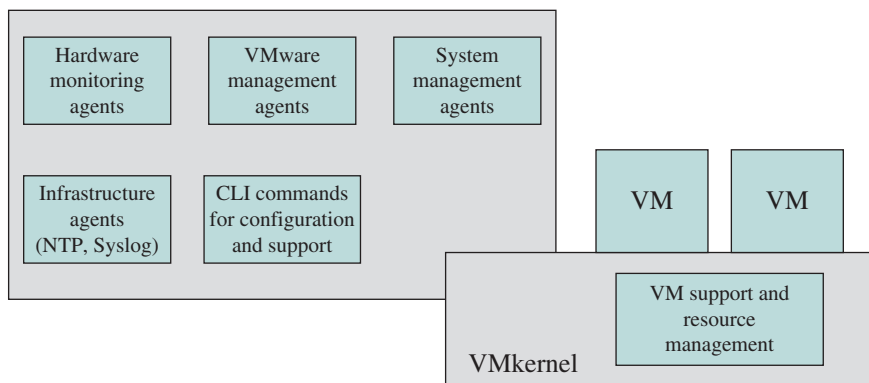 Hardware
monitoring
agents
VMware
management
agents
System
management
agents
Infrastructure
agents
(NTP, Syslog)
CLI commands
for configuration
and support
VM
VM
VM support and
resource
management
VMkernel